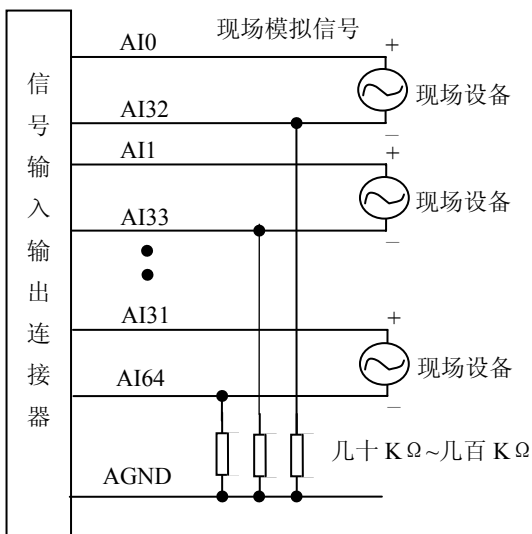 信号输入输出连接器
AI0
现场模拟信号
+
现场设备
AI32
–
AI1
+
现场设备
AI33
–
AI31
+
现场设备
AI64
–
几十 K Ω~几百 K Ω
AGND